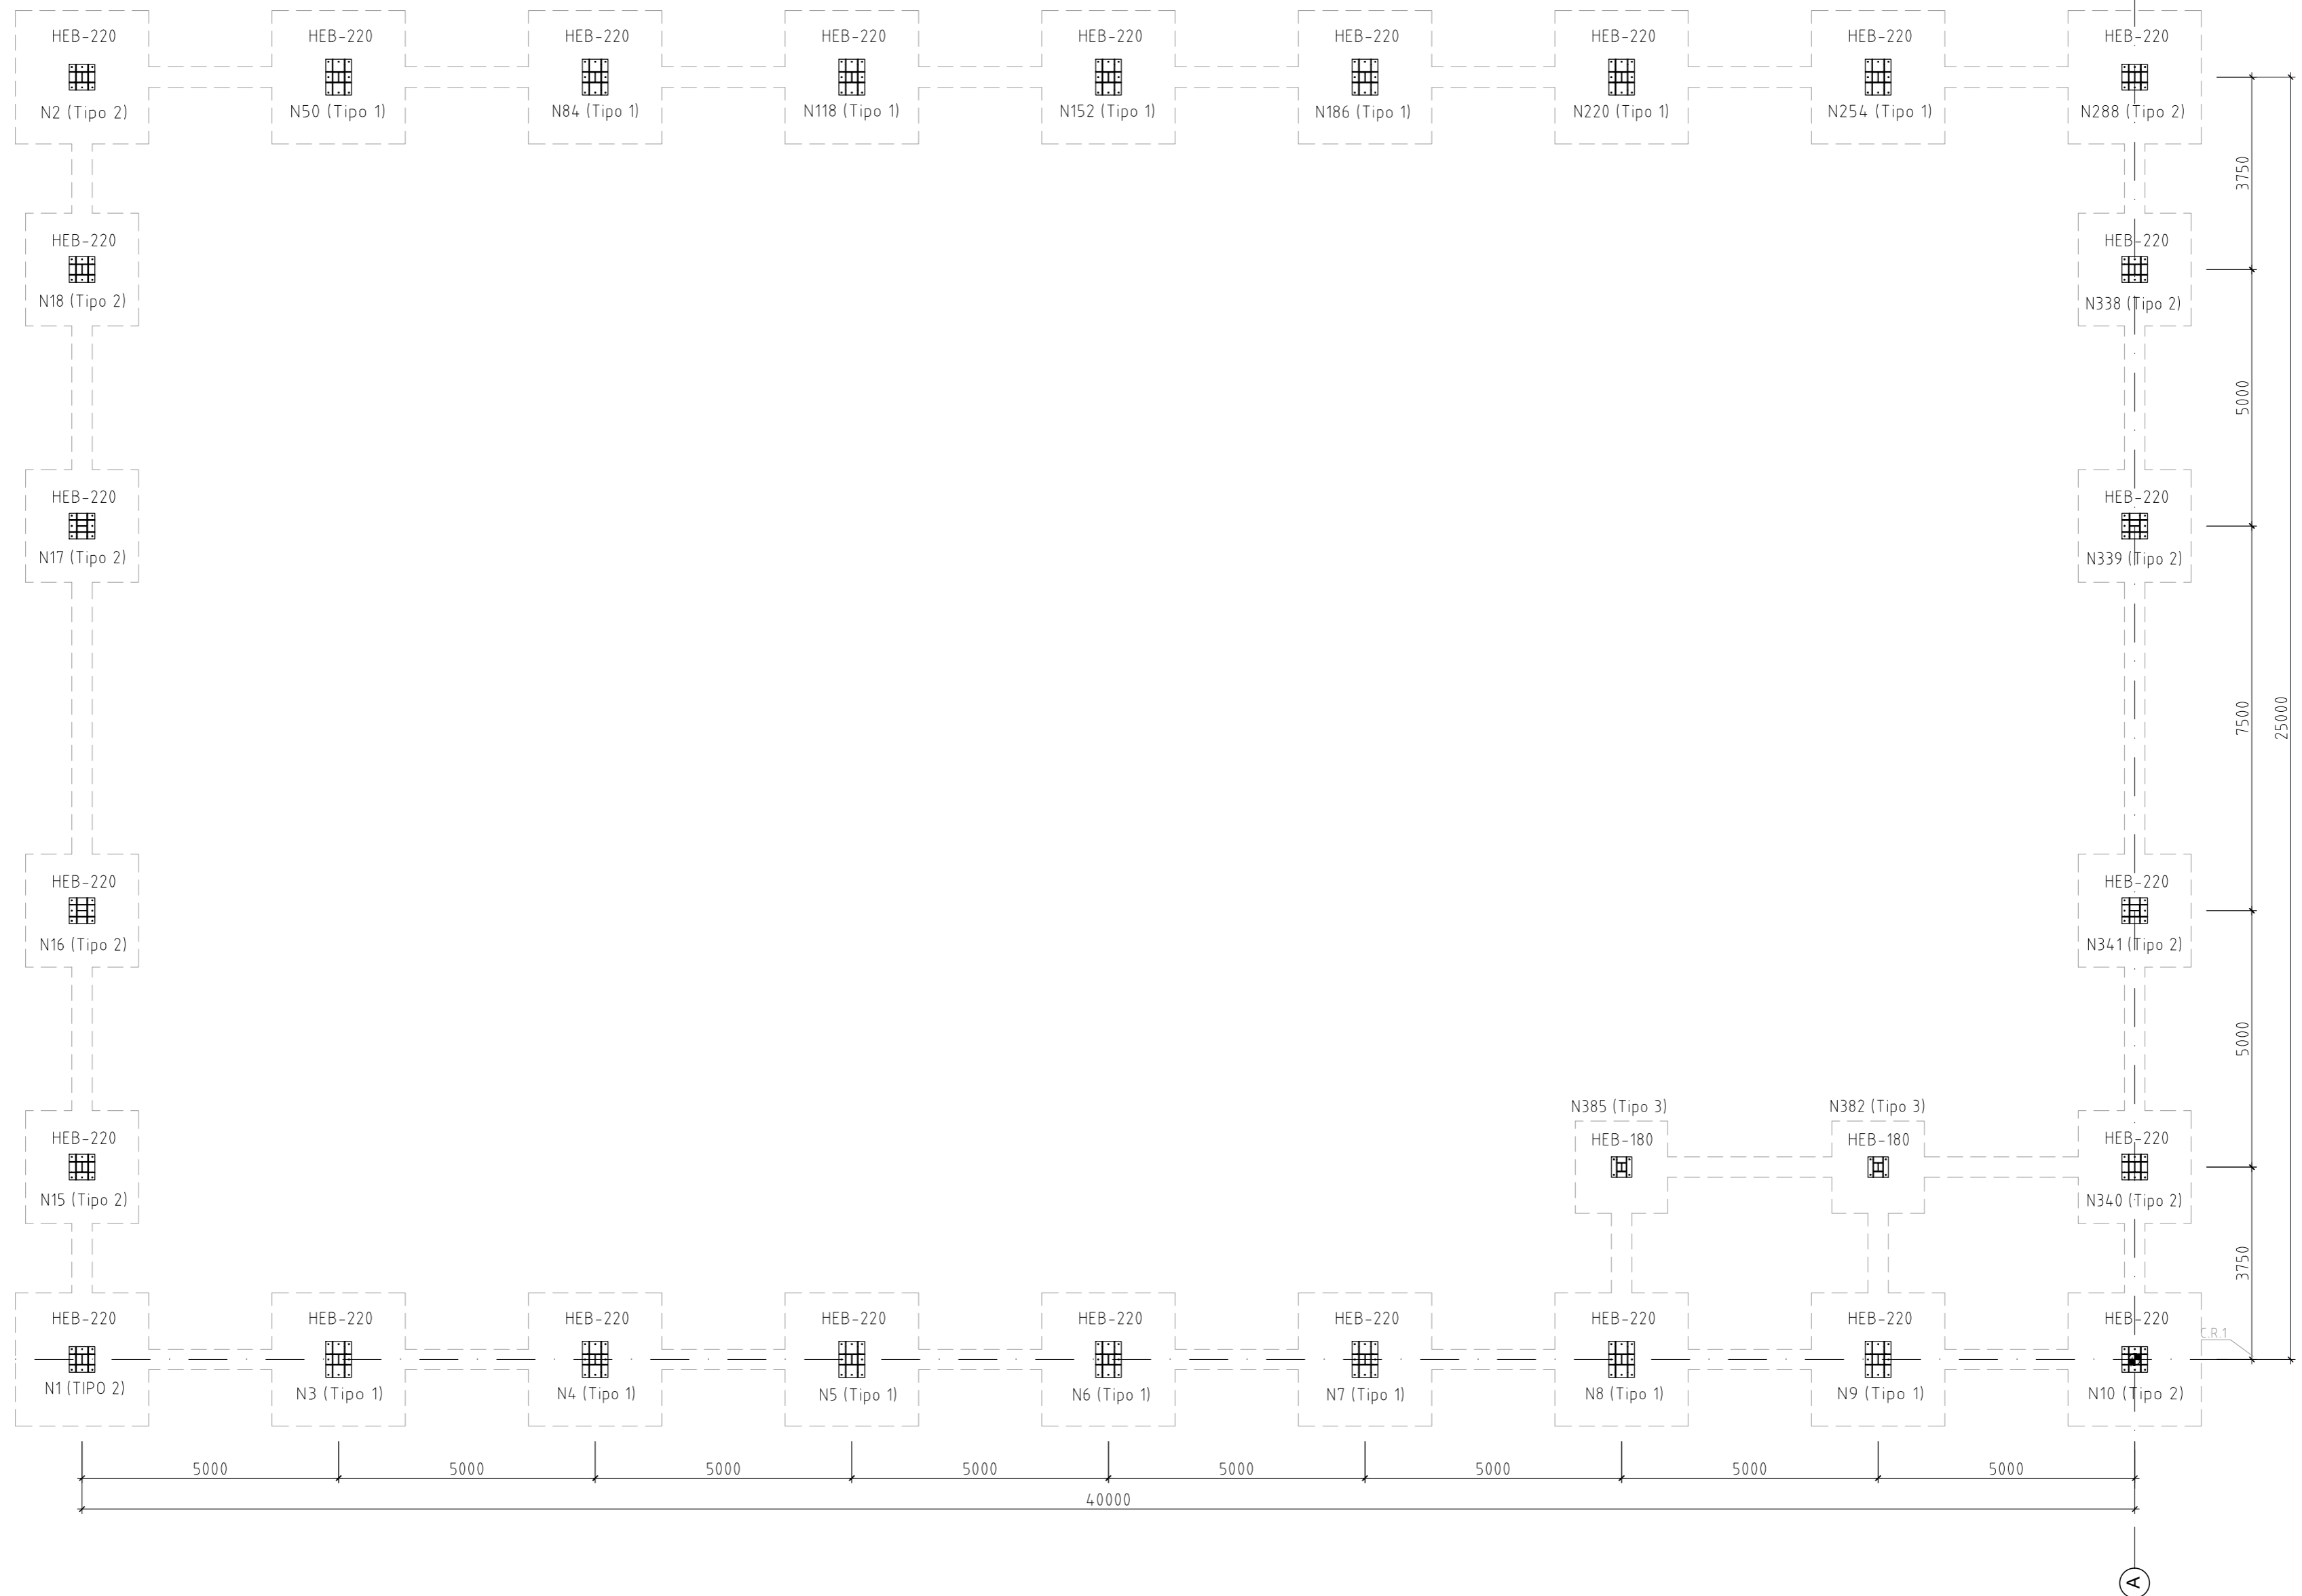 HEB-220 HEB-220 HEB-220 HEB-220 HEB-220 HEB-220 HEB-220 HEB-220 HEB-220
N2 (Tipo 2) N50 (Tipo 1) N84 (Tipo 1) N118 (Tipo 1) N152 (Tipo 1) N186 (Tipo 1) N220 (Tipo 1) N254 (Tipo 1) N288 (Tipo 2)
3750
HEB-220 HEB-220
N18 (Tipo 2) N338 (Tipo 2)
5000
HEB-220 HEB-220
N17 (Tipo 2) N339 (Tipo 2)
7500
25000
HEB-220 HEB-220
N16 (Tipo 2) N341 (Tipo 2)
5000
N385 (Tipo 3) N382 (Tipo 3)
HEB-220 HEB-180 HEB-180 HEB-220
N15 (Tipo 2) N340 (Tipo 2)
3750
HEB-220 HEB-220 HEB-220 HEB-220 HEB-220 HEB-220 HEB-220 HEB-220 HEB-220
C.R.1
N1 (TIPO 2) N3 (Tipo 1) N4 (Tipo 1) N5 (Tipo 1) N6 (Tipo 1) N7 (Tipo 1) N8 (Tipo 1) N9 (Tipo 1) N10 (Tipo 2)
5000 5000 5000 5000 5000 5000 5000 5000
40000
A